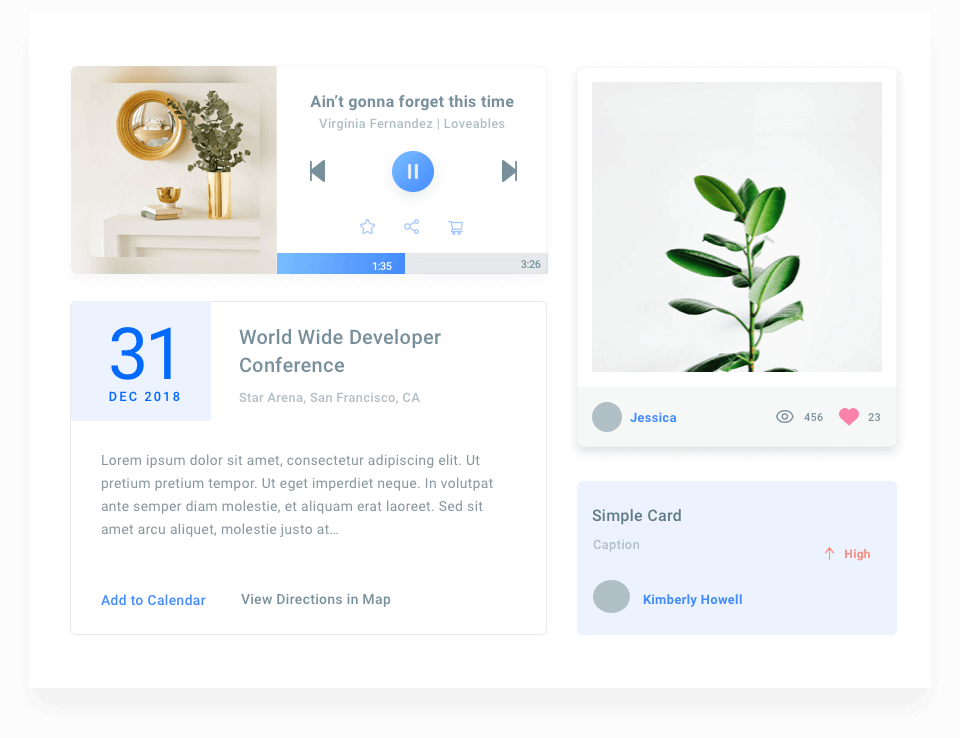 Ain't gonna forget this time
Virginia Fernandez | Loveables
1:35
3:26
31
DEC 2018
World Wide Developer
Conference
Star Arena, San Francisco, CA
Lorem ipsum dolor sit amet, consectetur adipiscing elit. Ut
pretium pretium tempor. Ut eget imperdiet neque. In volutpat
ante semper diam molestie, et aliquam erat laoreet. Sed sit
amet arcu aliquet, molestie justo at…
Add to Calendar
View Directions in Map
Jessica
456
23
Simple Card
Caption
High
Kimberly Howell